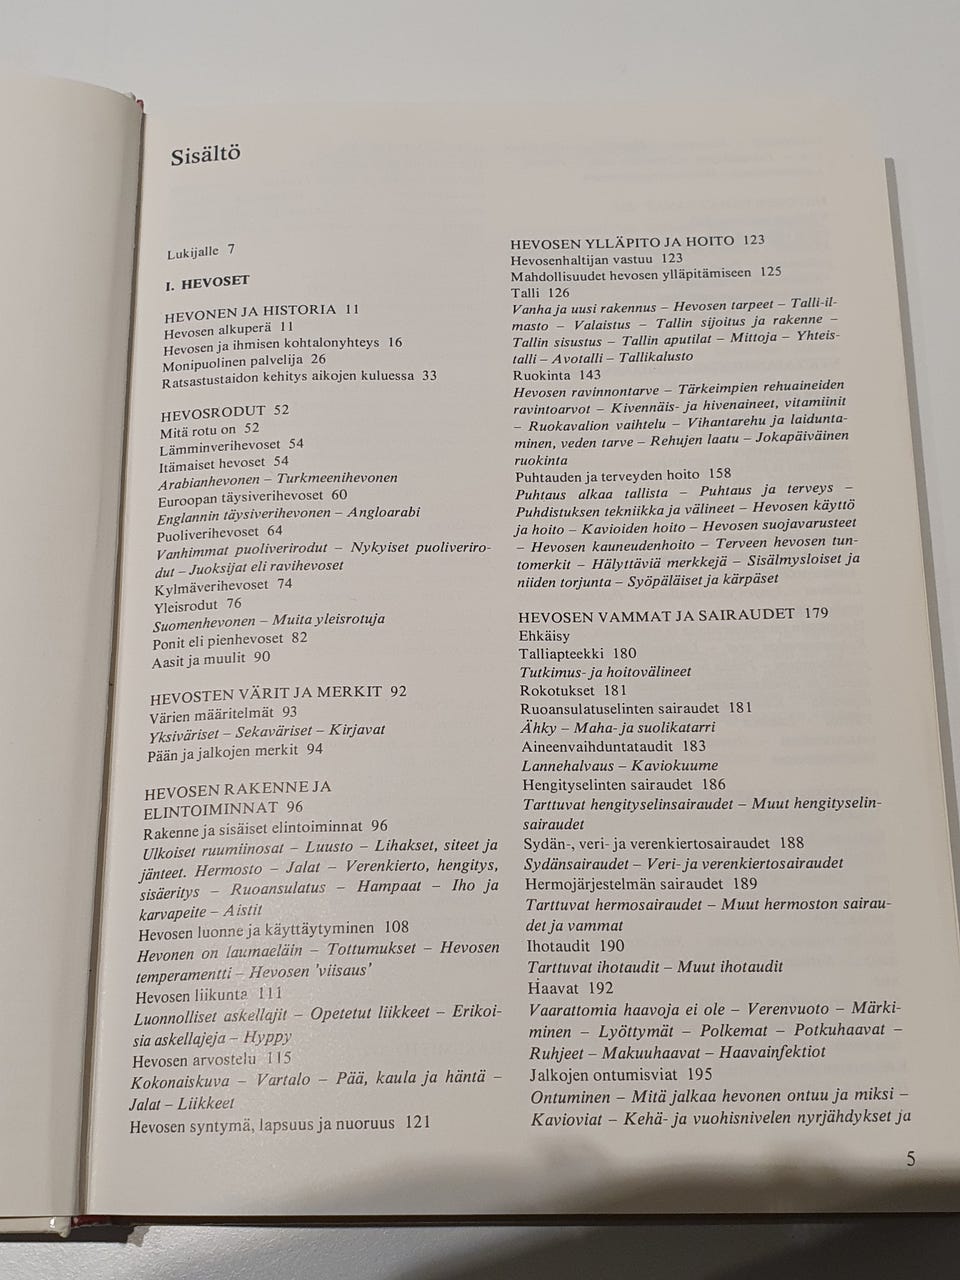 Sisältö
Lukijalle 7
I. HEVOSET
HEVONEN JA HISTORIA 11
Hevosen alkuperä 11
Hevosen ja ihmisen kohtalonyhteys 16
Monipuolinen palvelija 26
Ratsastustaidon kehitys aikojen kuluessa 33
HEVOSRODUT 52
Mitä rotu on 52
Lämminverihevoset 54
Itämaiset hevoset 54
Arabianhevonen – Turkmeenihevonen
Euroopan täysiverihevoset 60
Englannin täysiverihevonen – Angloarabi
Puoliverihevoset 64
Vanhimmat puoliverirodut – Nykyiset puoliveriro-
dut – Juoksijat eli ravihevoset
Kylmäverihevoset 74
Yleisrodut 76
Suomenhevonen – Muita yleisrotuja
Ponit eli pienhevoset 82
Aasit ja muulit 90
HEVOSTEN VÄRIT JA MERKIT 92
Värien määritelmät 93
Yksiväriset – Sekaväriset – Kirjavat
Pään ja jalkojen merkit 94
HEVOSEN RAKENNE JA
ELINTOIMINNAT 96
Rakenne ja sisäiset elintoiminnat 96
Ulkoiset ruumiinosat – Luusto – Lihakset, siteet ja
jänteet. Hermosto – Jalat – Verenkierto, hengitys,
sisäeritys – Ruoansulatus – Hampaat – Iho ja
karvapeite – Aistit
Hevosen luonne ja käyttäytyminen 108
Hevonen on laumaeläin – Tottumukset – Hevosen
temperamentti – Hevosen 'viisaus'
Hevosen liikunta 111
Luonnolliset askellajit – Opetetut liikkeet – Erikoi-
sia askellajeja – Hyppy
Hevosen arvostelu 115
Kokonaiskuva – Vartalo – Pää, kaula ja häntä –
Jalat – Liikkeet
Hevosen syntymä, lapsuus ja nuoruus 121
HEVOSEN YLLÄPITO JA HOITO 123
Hevosenhaltijan vastuu 123
Mahdollisuudet hevosen ylläpitämiseen 125
Talli 126
Vanha ja uusi rakennus – Hevosen tarpeet – Talli-il-
masto – Valaistus – Tallin sijoitus ja rakenne –
Tallin sisustus – Tallin aputilat – Mittoja – Yhteis-
talli – Avotalli – Tallikalusto
Ruokinta 143
Hevosen ravinnontarve – Tärkeimpien rehuaineiden
ravintoarvot – Kivennäis- ja hivenaineet, vitamiinit
– Ruokavalion vaihtelu – Vihantarehu ja laidunta-
minen, veden tarve – Rehujen laatu – Jokapäiväinen
ruokinta
Puhtauden ja terveyden hoito 158
Puhtaus alkaa tallista – Puhtaus ja terveys –
Puhdistuksen tekniikka ja välineet – Hevosen käyttö
ja hoito – Kavioiden hoito – Hevosen suojavarusteet
– Hevosen kauneudenhoito – Terveen hevosen tun-
tomerkit – Hälyttäviä merkkejä – Sisälmysloiset ja
niiden torjunta – Syöpäläiset ja kärpäset
HEVOSEN VAMMAT JA SAIRAUDET 179
Ehkäisy
Talliapteekki 180
Tutkimus- ja hoitovälineet
Rokotukset 181
Ruoansulatuselinten sairaudet 181
Ähky – Maha- ja suolikatarri
Aineenvaihduntataudit 183
Lannehalvaus – Kaviokuume
Hengityselinten sairaudet 186
Tarttuvat hengityselinsairaudet – Muut hengityselin-
sairaudet
Sydän-, veri- ja verenkiertosairaudet 188
Sydänsairaudet – Veri- ja verenkiertosairaudet
Hermojärjestelmän sairaudet 189
Tarttuvat hermosairaudet – Muut hermoston sairau-
det ja vammat
Ihotaudit 190
Tarttuvat ihotaudit – Muut ihotaudit
Haavat 192
Vaarattomia haavoja ei ole – Verenvuoto – Märki-
minen – Lyöttymät – Polkemat – Potkuhaavat –
Ruhjeet – Makuuhaavat – Haavainfektiot
Jalkojen ontumisviat 195
Ontuminen – Mitä jalkaa hevonen ontuu ja miksi –
Kavioviat – Kehä- ja vuohisnivelen nyrjähdykset ja
5